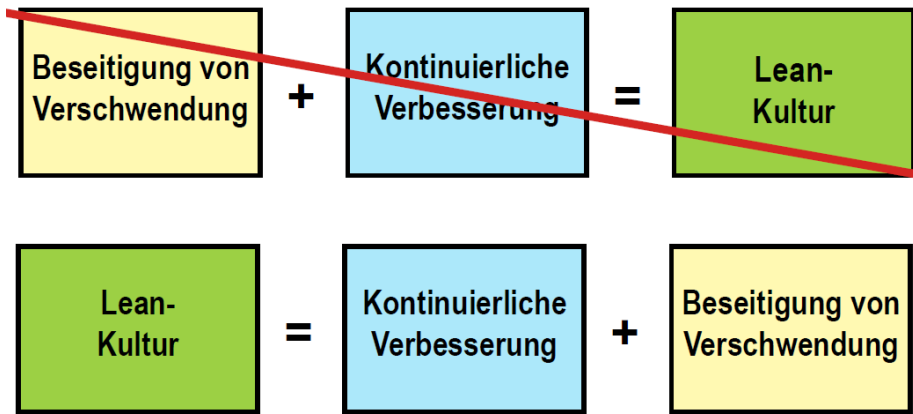 Beseitigung von Kontinuierliche Lean-
Verschwendung + Verbesserung = Kultur
Lean- Kontinuierliche Beseitigung von
Kultur = Verbesserung + Verschwendung